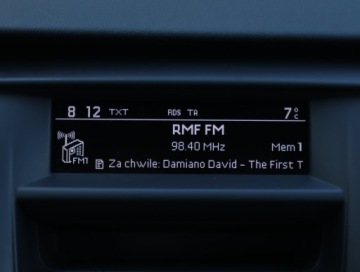 8 12 TXT RDS TA 7°C
RMF FM
98.40 MHz Mem 1
FM1
Za chwile: Damiano David - The First T